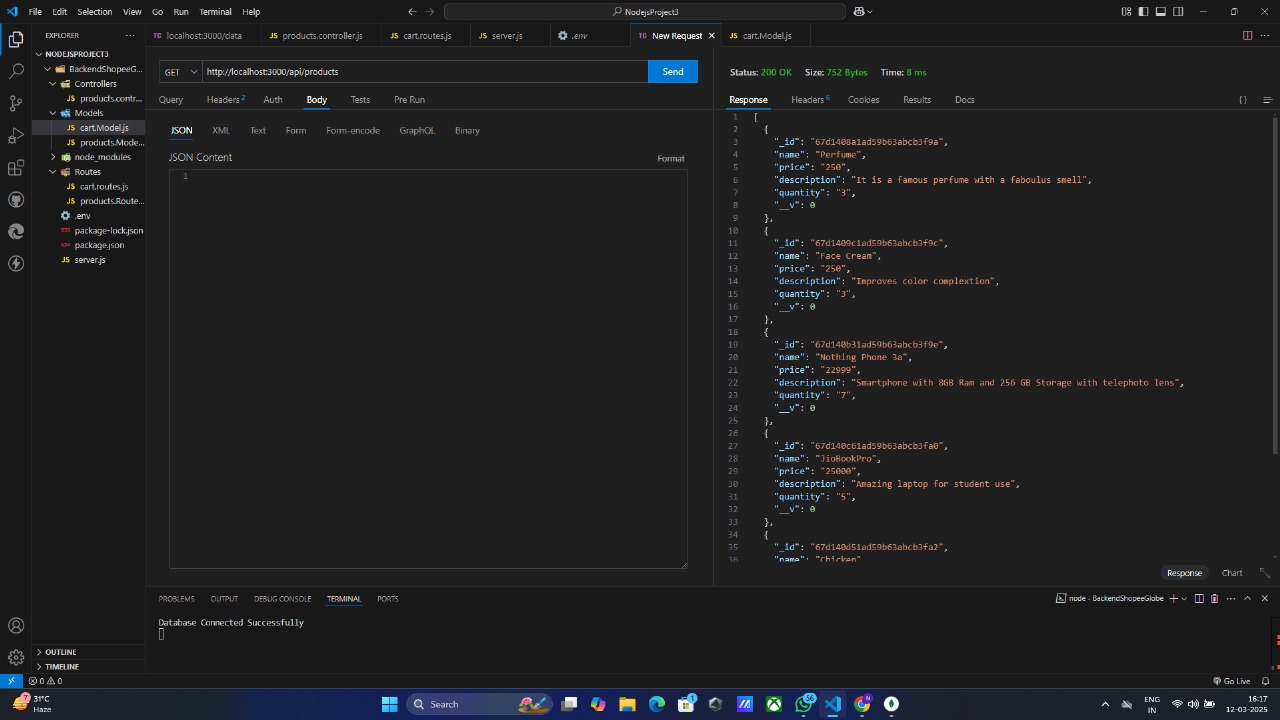 File Edit Selection View Go Run Terminal Help
NodejsProject3
EXPLORER
NODEJSPROJECT3
BackendShopeeG...
Controllers
products.contr...
Models
cart.Model.js
products.Mode...
node_modules
Routes
cart.routes.js
products.Route...
.env
package-lock.json
package.json
server.js
OUTLINE
TIMELINE
TC localhost:3000/data
JS products.controller.js
JS cart.routes.js
JS server.js
.env
TC New Request
JS cart.Model.js
GET
http://localhost:3000/api/products
Send
Query Headers 2 Auth Body Tests Pre Run
JSON XML Text Form Form-encode GraphQL Binary
JSON Content
Format
1
Status: 200 OK Size: 752 Bytes Time: 8 ms
Response Headers 6 Cookies Results Docs
{}
1 [
2 {
3 "_id": "67d1408a1ad59b63abcb3f9a",
4 "name": "Perfume",
5 "price": "250",
6 "description": "It is a famous perfume with a faboulus smell",
7 "quantity": "3",
8 "__v": 0
9 },
10 {
11 "_id": "67d1409c1ad59b63abcb3f9c",
12 "name": "Face Cream",
13 "price": "250",
14 "description": "Improves color complextion",
15 "quantity": "3",
16 "__v": 0
17 },
18 {
19 "_id": "67d140b31ad59b63abcb3f9e",
20 "name": "Nothing Phone 3a",
21 "price": "22999",
22 "description": "Smartphone with 8GB Ram and 256 GB Storage with telephoto lens",
23 "quantity": "7",
24 "__v": 0
25 },
26 {
27 "_id": "67d140c61ad59b63abcb3fa0",
28 "name": "JioBookPro",
29 "price": "25000",
30 "description": "Amazing laptop for student use",
31 "quantity": "5",
32 "__v": 0
33 },
34 {
35 "_id": "67d140d51ad59b63abcb3fa2",
36 "name": "Chicken"
Response Chart
PROBLEMS OUTPUT DEBUG CONSOLE TERMINAL PORTS
node - BackendShopeeGlobe
Database Connected Successfully
0 0
Go Live
7
31°C
Haze
Search
1
56
N
ENG
IN
16:17
12-03-2025